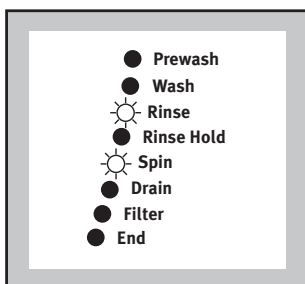 Prewash
Wash
Rinse
Rinse Hold
Spin
Drain
Filter
End